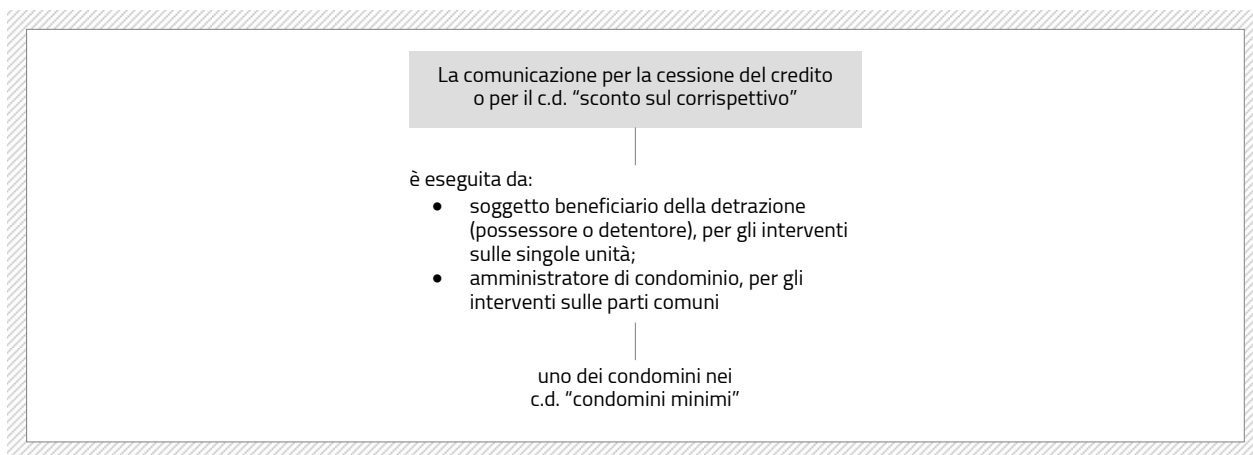 La comunicazione per la cessione del credito
o per il c.d. “sconto sul corrispettivo”
è eseguita da:
• soggetto beneficiario della detrazione
(possessore o detentore), per gli interventi
sulle singole unità;
• amministratore di condominio, per gli
interventi sulle parti comuni
uno dei condomini nei
c.d. “condomini minimi”